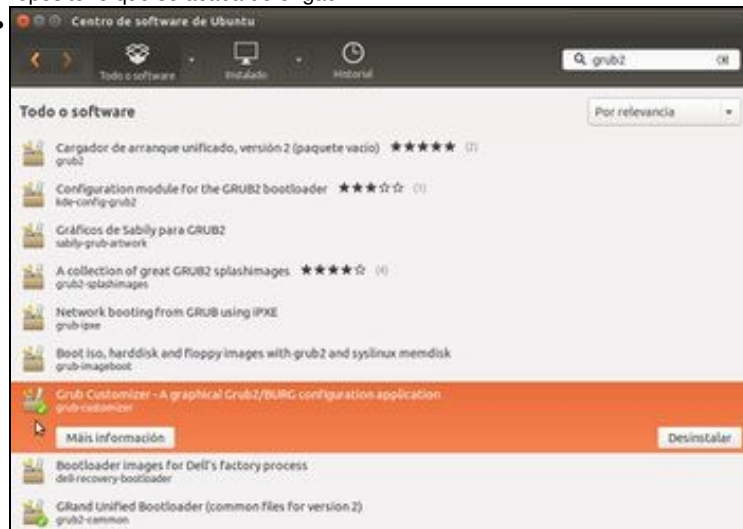 Centro de software de Ubuntu
Todo o software
Instalado
Historial
grub2
Todo o software
Por relevancia
Cargador de arranque unificado, versión 2 (paquete vacío) ★★★★★ (2)
grub2
Configuration module for the GRUB2 bootloader ★★★☆☆
kde-config-grub2
Gráficos de Sabily para GRUB2
sabily-grub-artwork
A collection of great GRUB2 splashimages ★★★★☆ (4)
grub2-splashimages
Network booting from GRUB using iPXE
grub-ipxe
Boot iso, harddisk and floppy images with grub2 and syslinux memdisk
grub-imageboot
Grub Customizer - A graphical Grub2/BURG configuration application
grub-customizer
Máis información
Desinstalar
Bootloader images for Dell's factory process
dell-recovery-bootloader
GRand Unified Bootloader (common files for version 2)
grub2-common